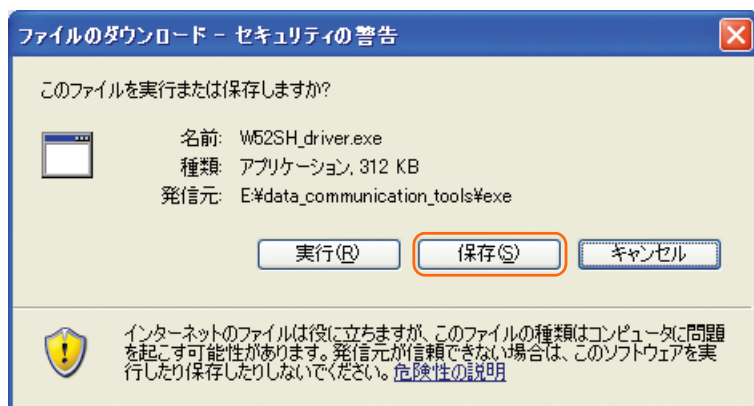 ファイルのダウンロード - セキュリティの警告
このファイルを実行または保存しますか?
名前: W52SH_driver.exe
種類: アプリケーション, 312 KB
発信元: E:¥data_communication_tools¥exe
実行(R) 保存(S) キャンセル
インターネットのファイルは役に立ちますが、このファイルの種類はコンピュータに問題
を起こす可能性があります。発信元が信頼できない場合は、このソフトウェアを実
行したり保存したりしないでください。危険性の説明